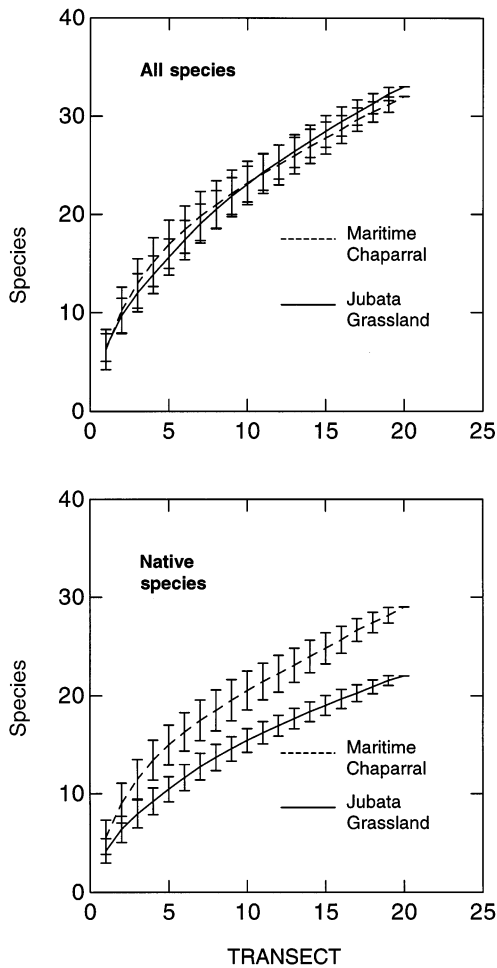 40
All species
30
20
Species
Maritime
Chaparral
10
Jubata
Grassland
0
0 5 10 15 20 25
40
Native
species
30
20
Species
Maritime
Chaparral
10
Jubata
Grassland
0
0 5 10 15 20 25
TRANSECT